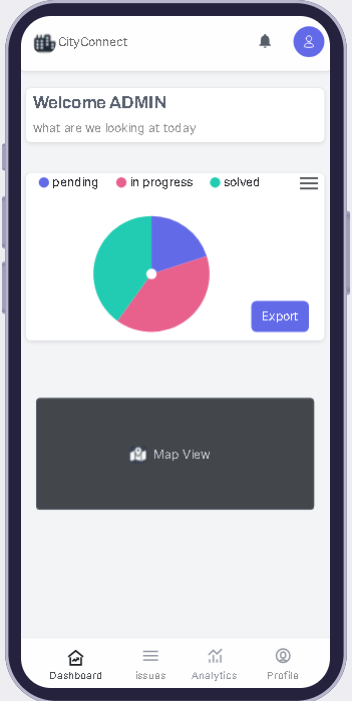 CityConnect
Welcome ADMIN
what are we looking at today
pending in progress solved
Export
Map View
Dashboard issues Analytics Profile